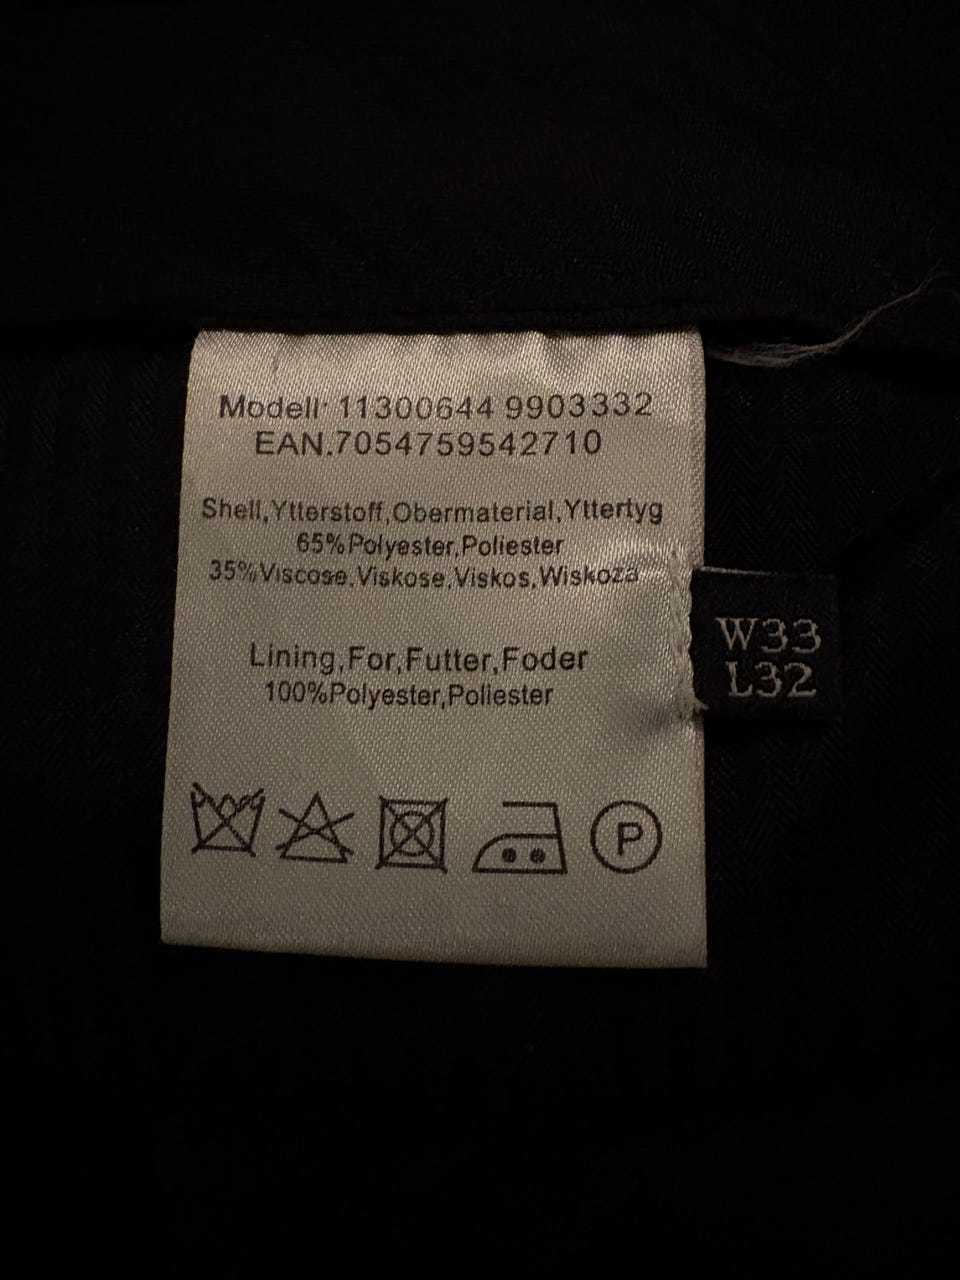 Modell: 11300644 9903332
EAN.7054759542710
Shell,Ytterstoff,Obermaterial,Yttertyg
65%Polyester,Poliester
35%Viscose,Viskose,Viskos,Wiskoza
W33
L32
Lining,For,Futter,Foder
100%Polyester,Poliester
P